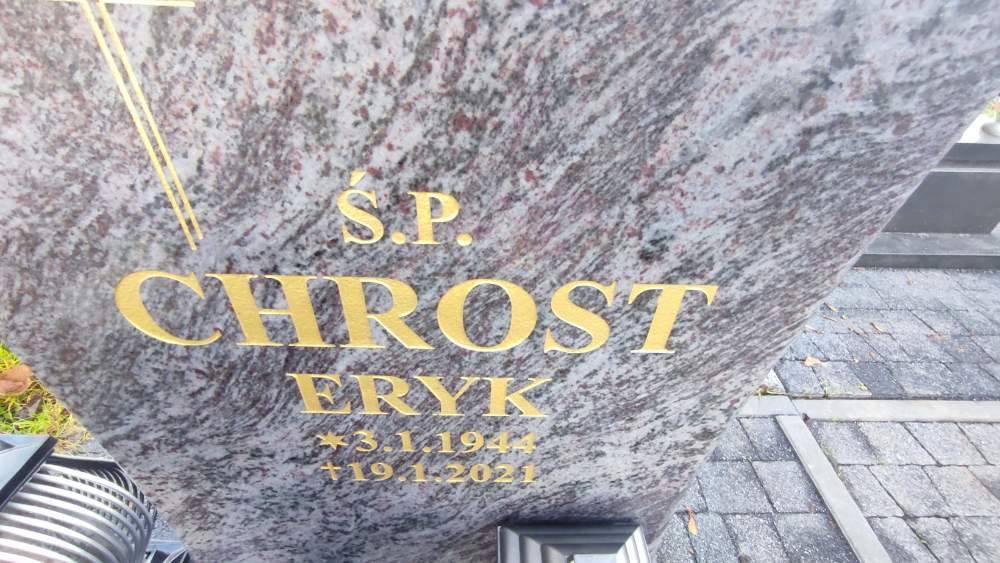 Ś.P.
CHROST
ERYK
*3.1.1944
†19.1.2021